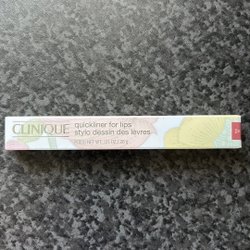 CLINIQUE
quickliner for lips
stylo dessin des lèvres